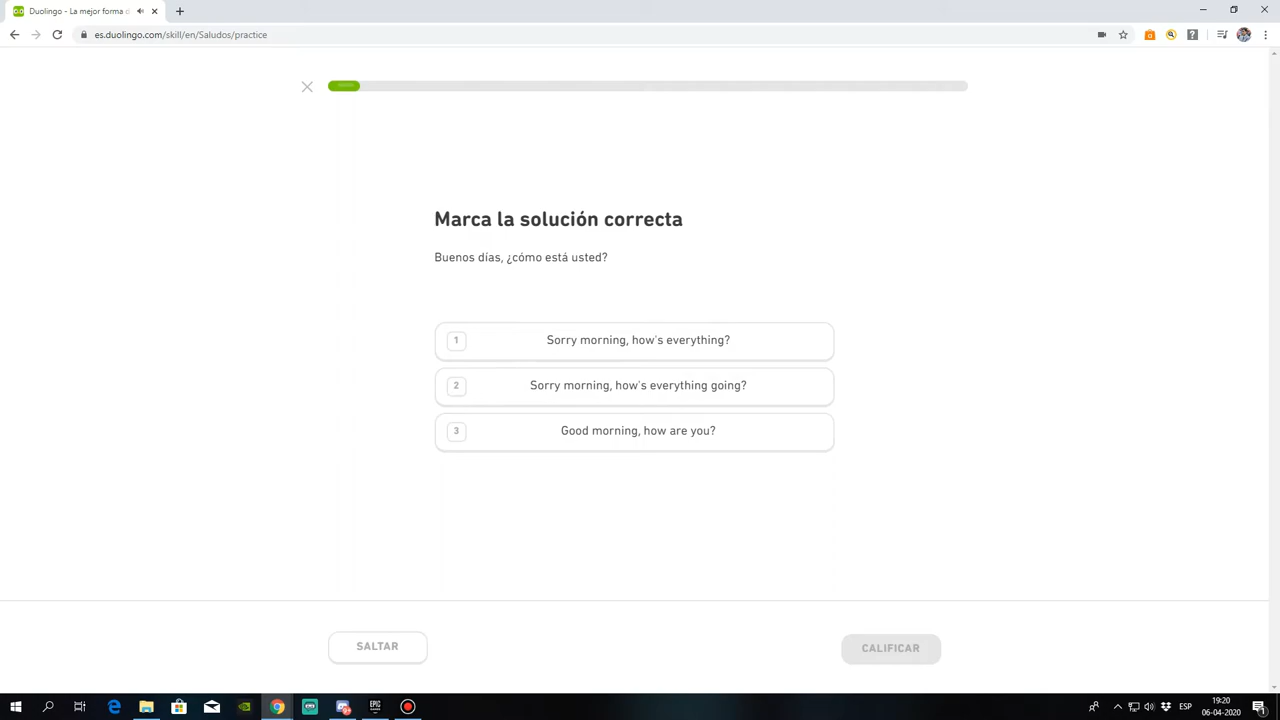 Duolingo - La mejor forma d
es.duolingo.com/skill/en/Saludos/practice
Marca la solución correcta
Buenos días, ¿cómo está usted?
1 Sorry morning, how's everything?
2 Sorry morning, how's everything going?
3 Good morning, how are you?
SALTAR
CALIFICAR
EPIC
ESP
19:20
06-04-2020
1